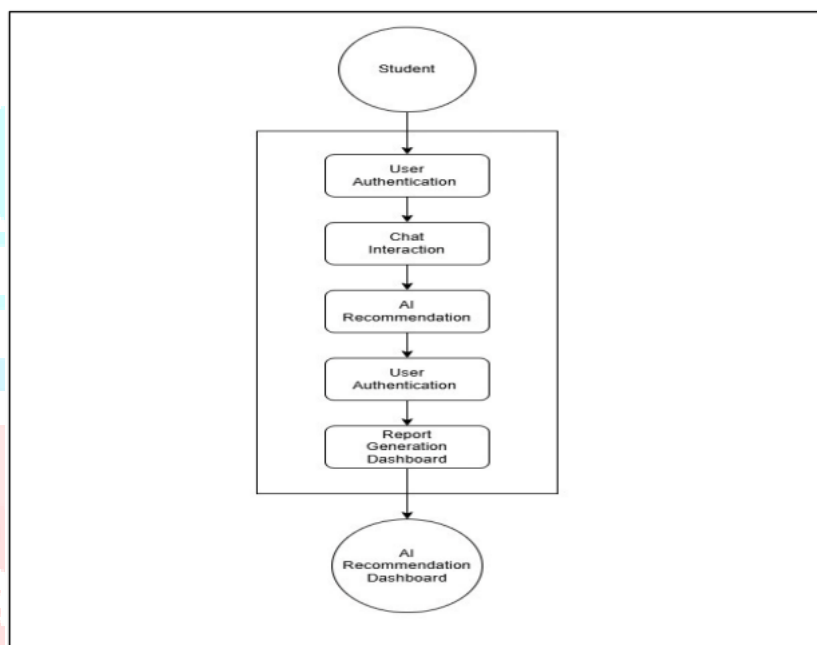 Student
User
Authentication
Chat
Interaction
AI
Recommendation
User
Authentication
Report
Generation
Dashboard
AI
Recommendation
Dashboard